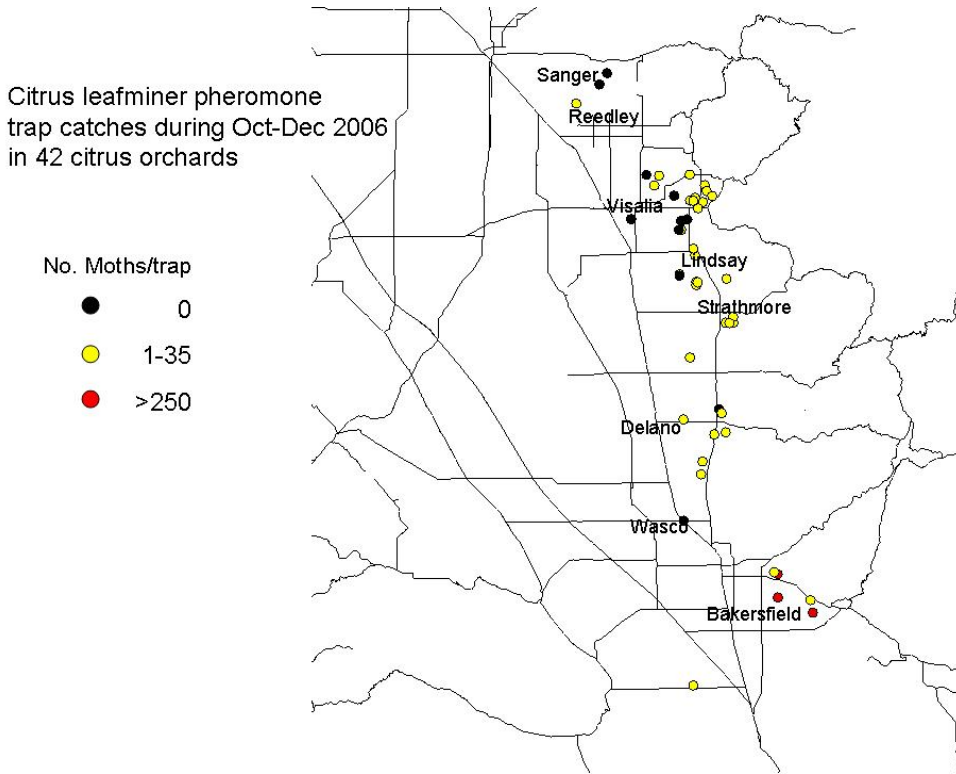 Citrus leafminer pheromone
trap catches during Oct-Dec 2006
in 42 citrus orchards
No. Moths/trap
0
1-35
>250
Sanger
Reedley
Visalia
Lindsay
Strathmore
Delano
Wasco
Bakersfield